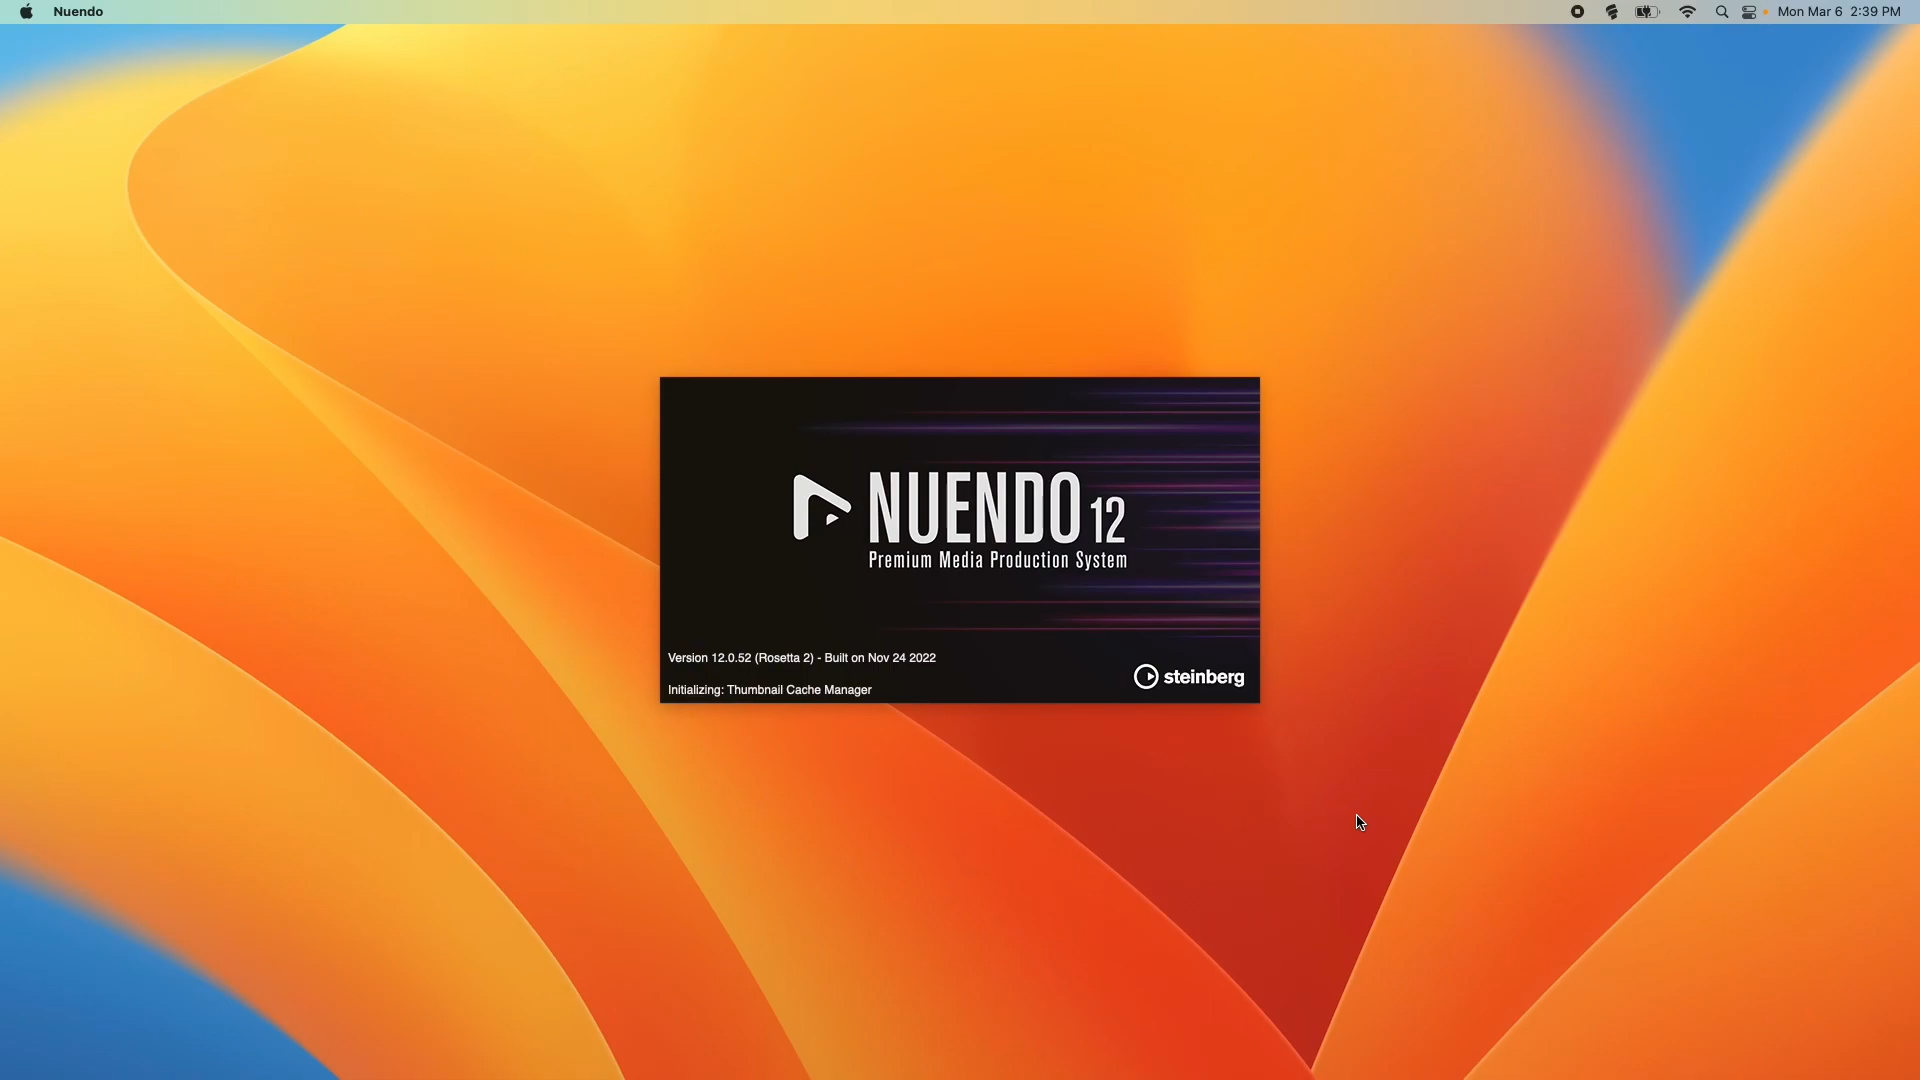 Nuendo
Mon Mar 6 2:39 PM
NUENDO 12
Premium Media Production System
Version 12.0.52 (Rosetta 2) - Built on Nov 24 2022
steinberg
Initializing: Thumbnail Cache Manager